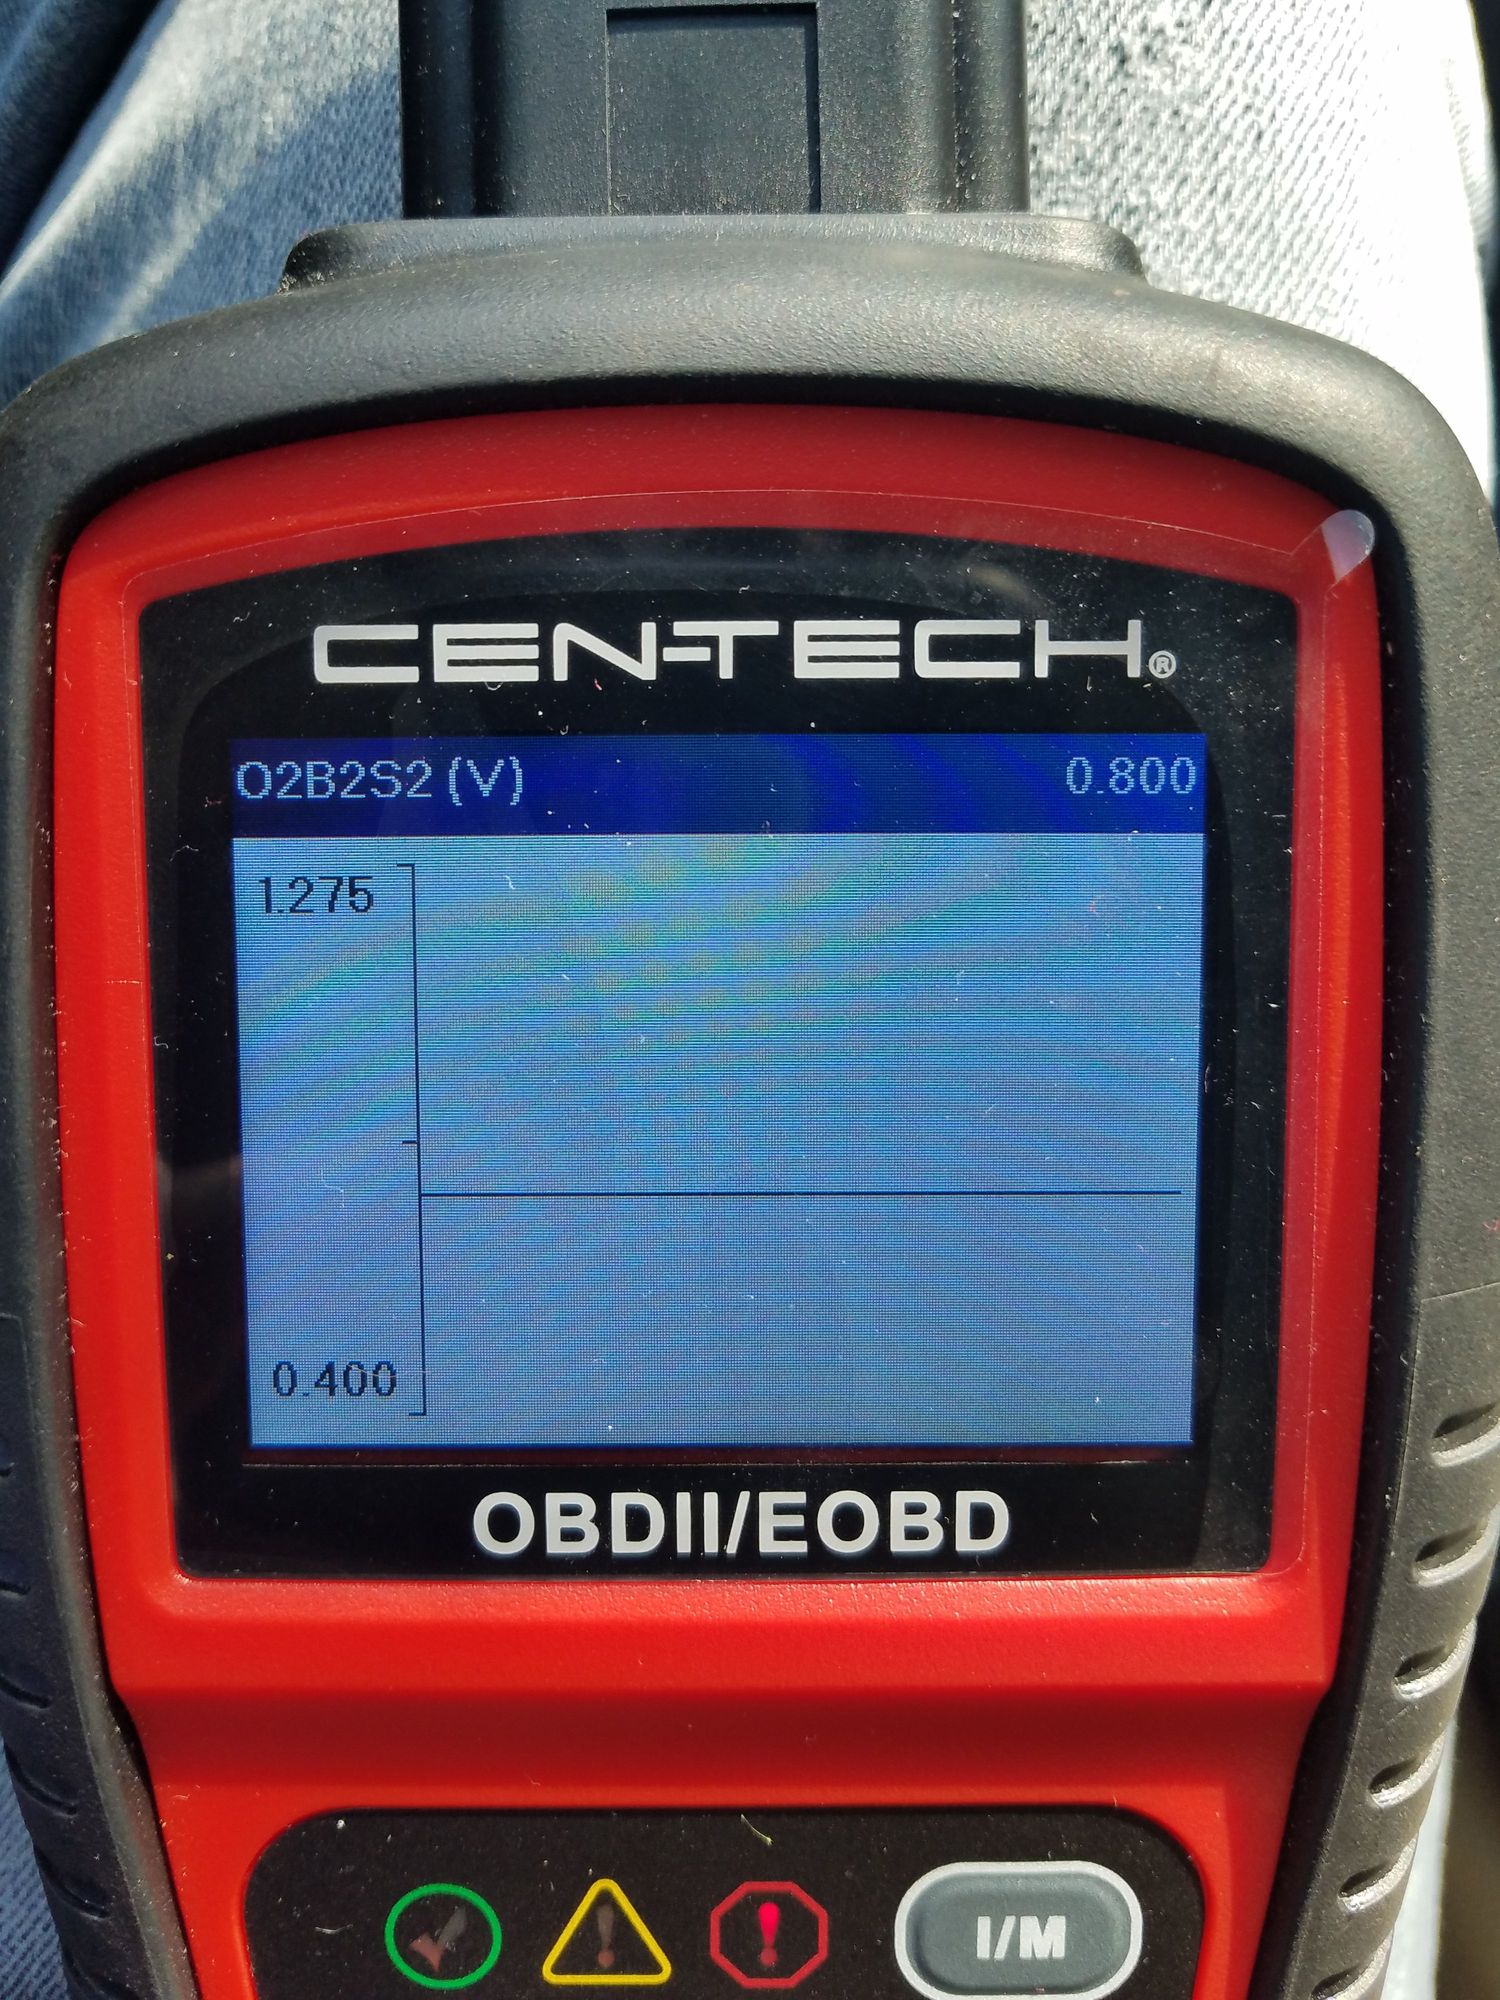 CEN-TECH®
O2B2S2 (V) 0.800
1.275
0.400
OBDII/EOBD
! ! I/M